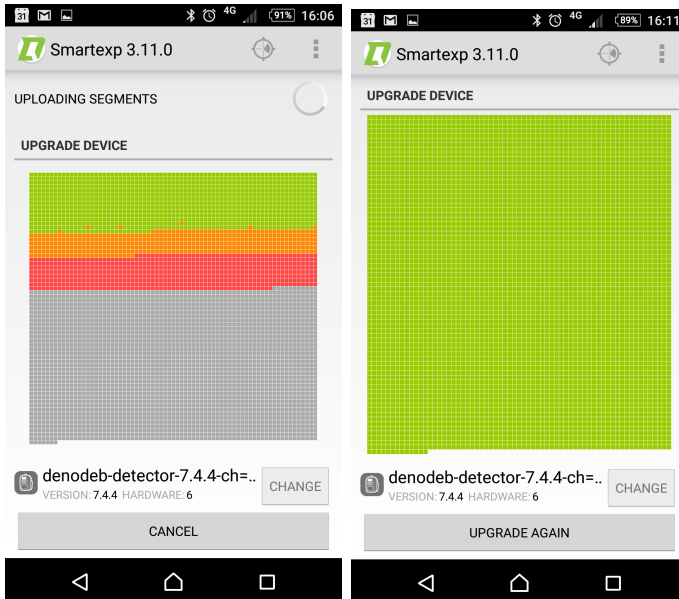 31 4G 91% 16:06
Smartexp 3.11.0
UPLOADING SEGMENTS
UPGRADE DEVICE
denodeb-detector-7.4.4-ch=..
VERSION: 7.4.4 HARDWARE: 6
CHANGE
CANCEL
31 4G 89% 16:11
Smartexp 3.11.0
UPGRADE DEVICE
denodeb-detector-7.4.4-ch=..
VERSION: 7.4.4 HARDWARE: 6
CHANGE
UPGRADE AGAIN